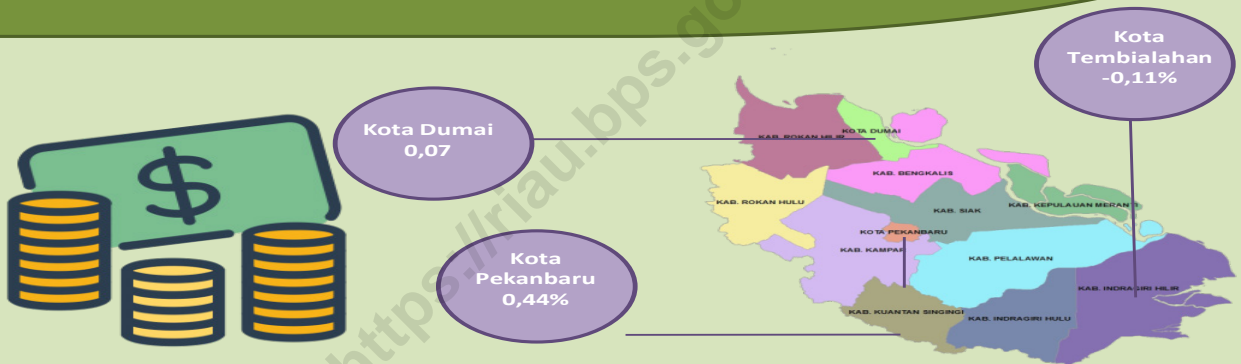 Kota
Tembialahan
-0,11%
Kota Dumai
0,07
Kota
Pekanbaru
0,44%
KAB. ROKAN HILIR
KOTA DUMAI
KAB. BENGKALIS
KAB. ROKAN HULU
KAB. SIAK
KAB. KEPULAUAN MERANTI
KOTA PEKANBARU
KAB. KAMPAR
KAB. PELALAWAN
KAB. INDRAGIRI HILIR
KAB. KUANTAN SINGINGI
KAB. INDRAGIRI HULU
$
https://riau.bps.go